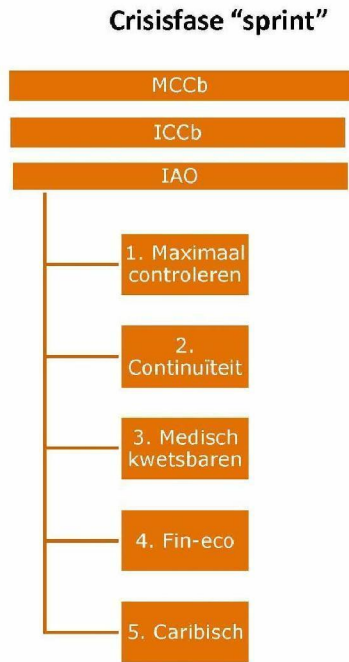 Crisisfase “sprint”
MCCb
ICCb
IAO
1. Maximaal
controleren
2.
Continuïteit
3. Medisch
kwetsbaren
4. Fin-eco
5. Caribisch